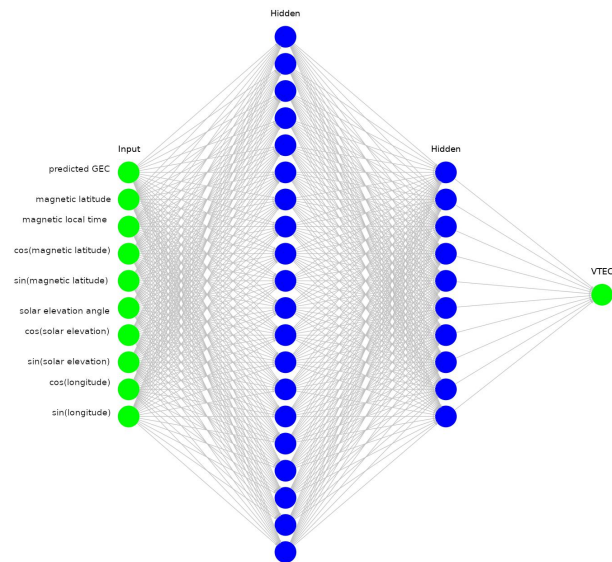 Hidden
Input
Hidden
predicted GEC
magnetic latitude
magnetic local time
cos(magnetic latitude)
sin(magnetic latitude)
VTEC
solar elevation angle
cos(solar elevation)
sin(solar elevation)
cos(longitude)
sin(longitude)